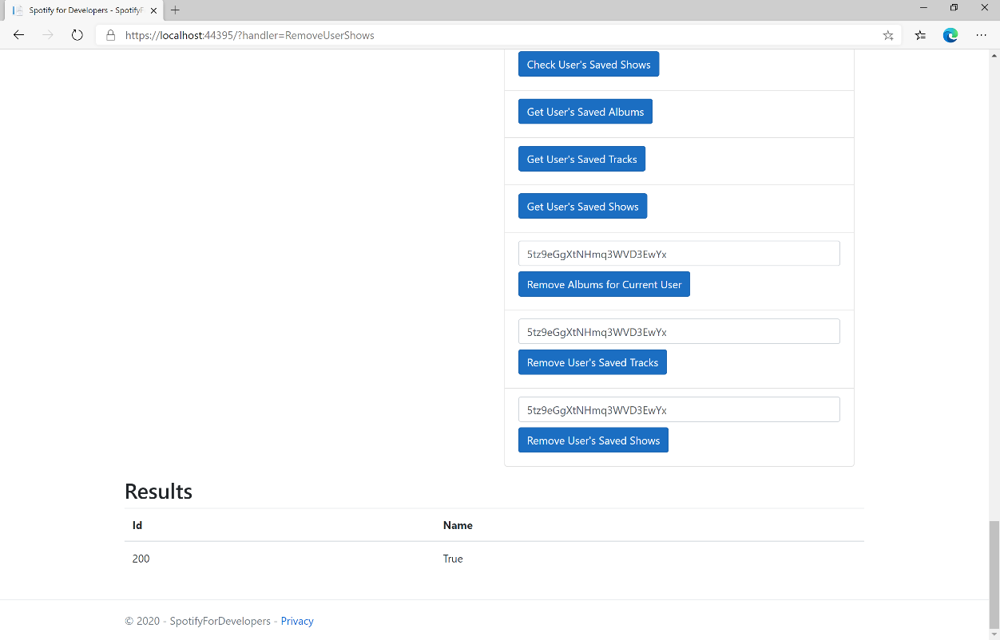 Spotify for Developers - SpotifyF
https://localhost:44395/?handler=RemoveUserShows
Check User's Saved Shows
Get User's Saved Albums
Get User's Saved Tracks
Get User's Saved Shows
5tz9eGgXtNHmq3WVD3EwYx
Remove Albums for Current User
5tz9eGgXtNHmq3WVD3EwYx
Remove User's Saved Tracks
5tz9eGgXtNHmq3WVD3EwYx
Remove User's Saved Shows
Results
Id Name
200 True
© 2020 - SpotifyForDevelopers - Privacy